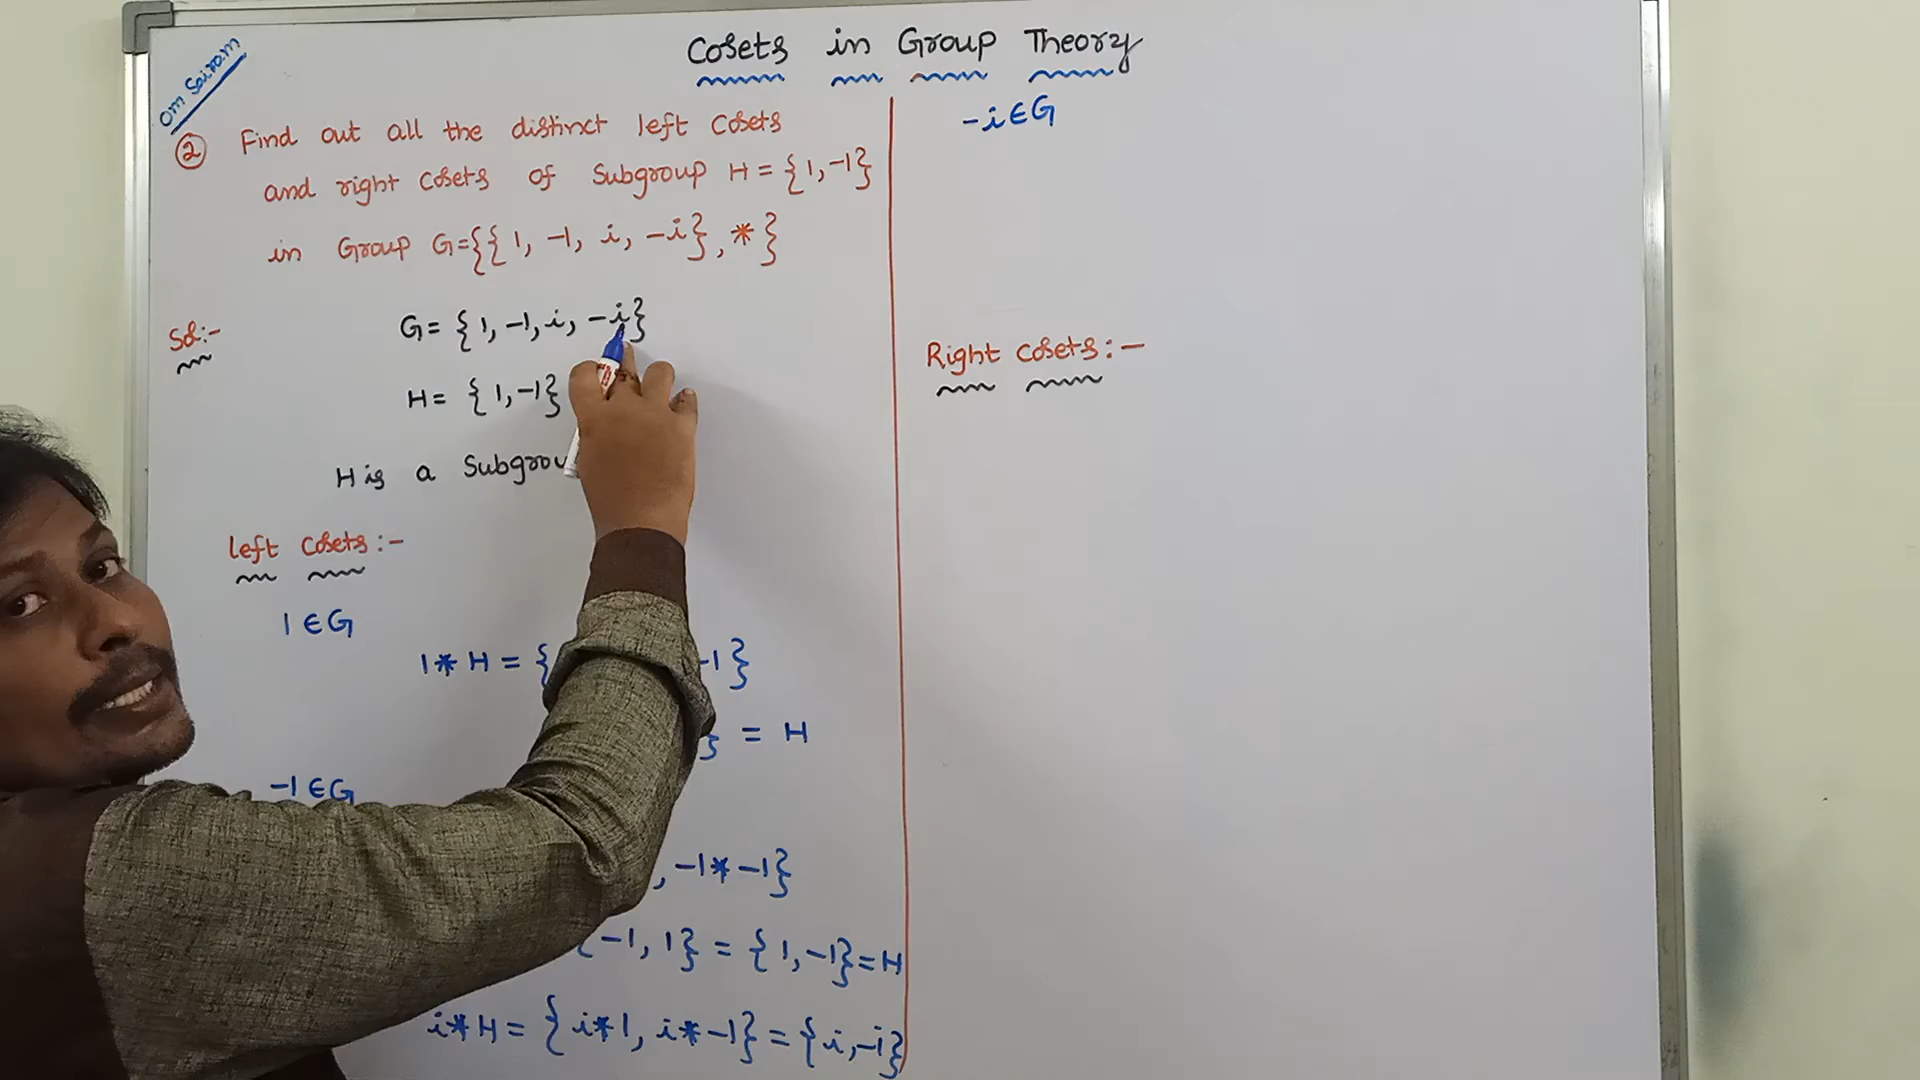 Cosets in Group Theory
Om Sairam
② Find out all the distinct left Cosets
and right Cosets of Subgroup H = {1, -1}
in Group G={{1, -1, i, -i}, *}
Sol:-
G = {1, -1, i, -i}
H = {1, -1}
H is a
left Cosets:-
1 ∈ G
1 * H = { -1}
= H
-1 ∈ G
, -1 * -1}
{-1, 1} = {1, -1} = H
i * H = {i * 1, i * -1} = {i, -i}
-i ∈ G
Right Cosets:-